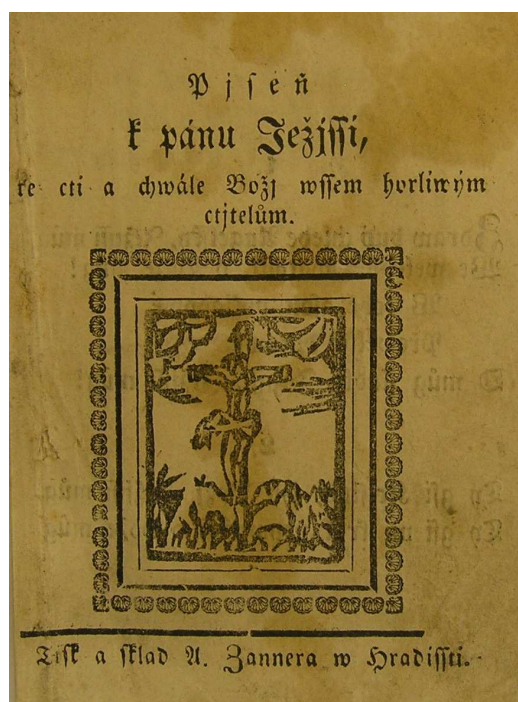 Pjseň
k pánu Ježjssi,
ke cti a chwále Božj wssem horliwým
ctjtelům.
Tisk a sklad A. Zannera w Hradissti.